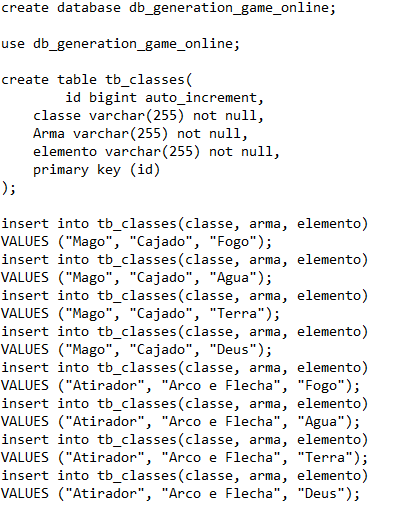 create database db_generation_game_online;
use db_generation_game_online;
create table tb_classes(
id bigint auto_increment,
classe varchar(255) not null,
Arma varchar(255) not null,
elemento varchar(255) not null,
primary key (id)
);
insert into tb_classes(classe, arma, elemento)
VALUES ("Mago", "Cajado", "Fogo");
insert into tb_classes(classe, arma, elemento)
VALUES ("Mago", "Cajado", "Agua");
insert into tb_classes(classe, arma, elemento)
VALUES ("Mago", "Cajado", "Terra");
insert into tb_classes(classe, arma, elemento)
VALUES ("Mago", "Cajado", "Deus");
insert into tb_classes(classe, arma, elemento)
VALUES ("Atirador", "Arco e Flecha", "Fogo");
insert into tb_classes(classe, arma, elemento)
VALUES ("Atirador", "Arco e Flecha", "Agua");
insert into tb_classes(classe, arma, elemento)
VALUES ("Atirador", "Arco e Flecha", "Terra");
insert into tb_classes(classe, arma, elemento)
VALUES ("Atirador", "Arco e Flecha", "Deus");